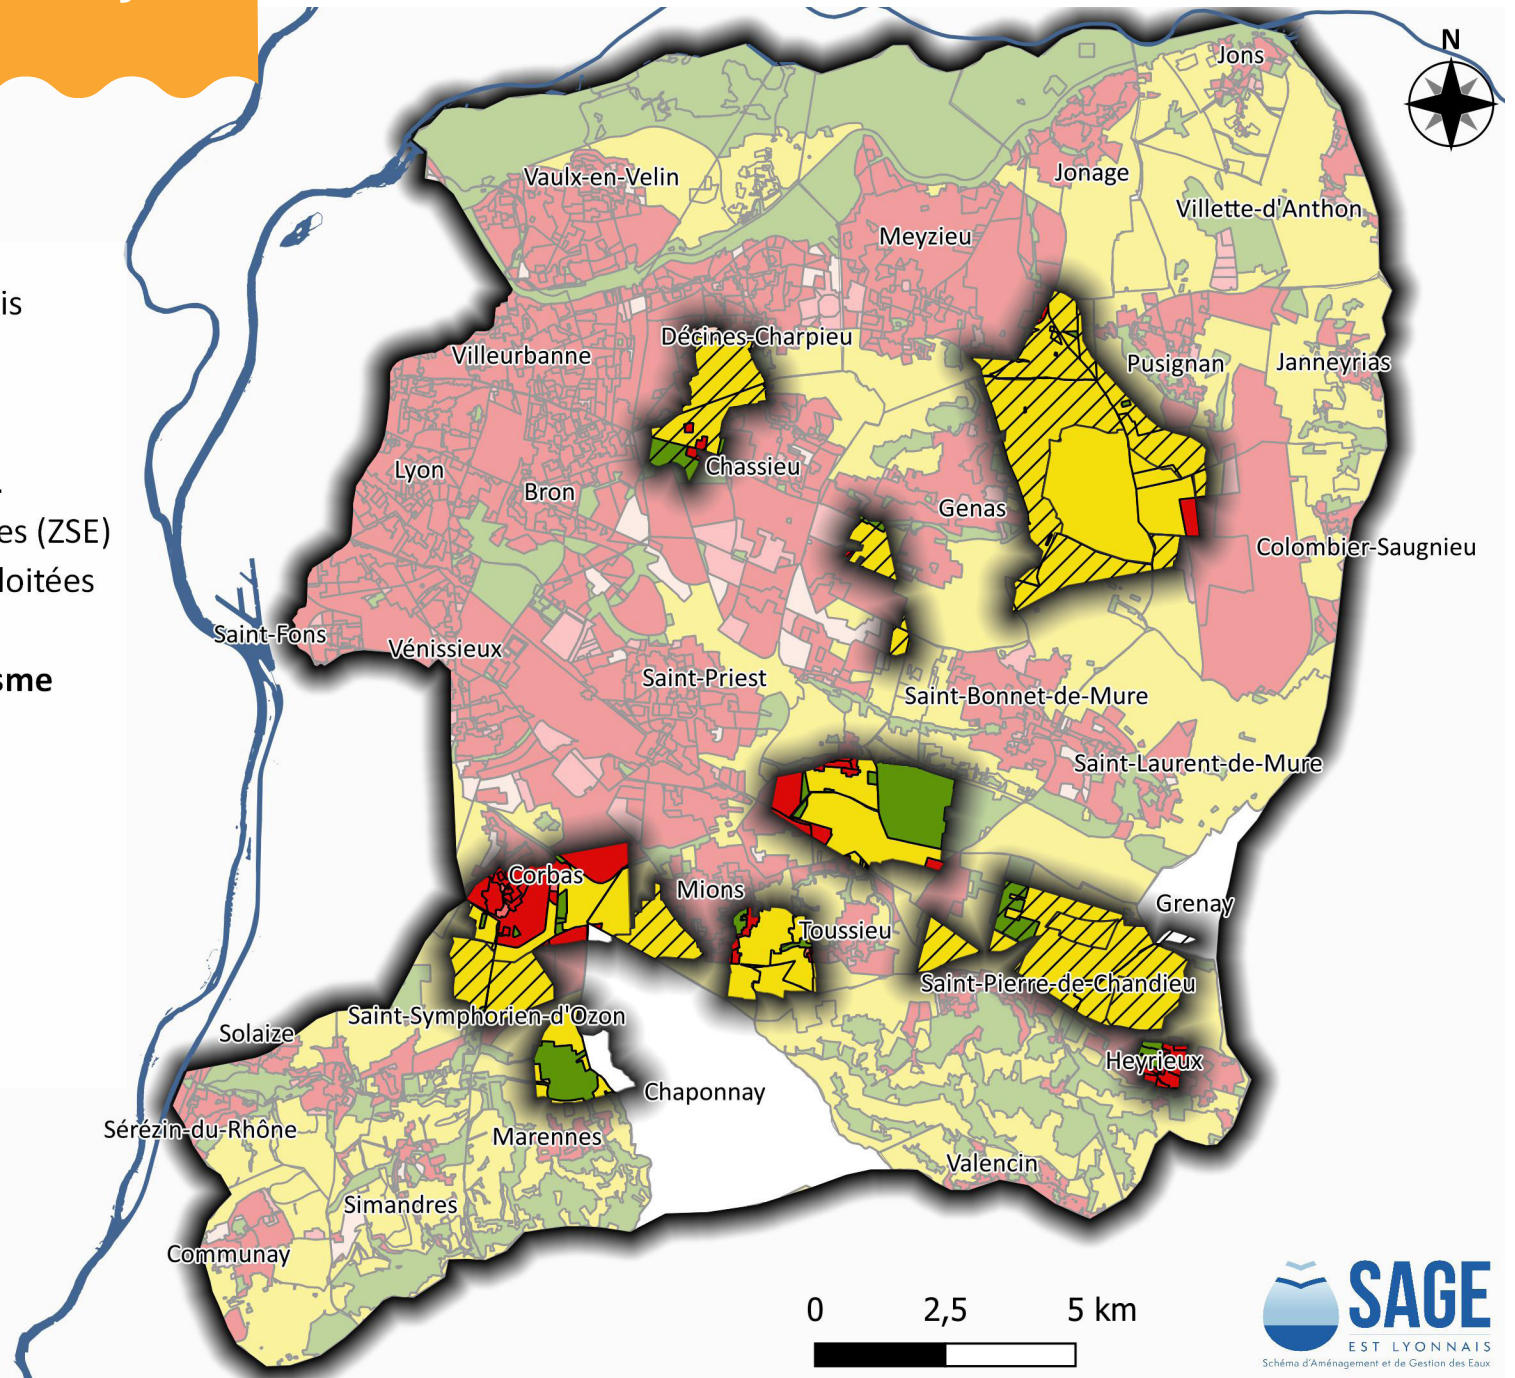 is
es (ZSE)
loitées
sme
N
Jons
Jonage
Vaulx-en-Velin
Villette-d'Anthon
Meyzieu
Décines-Charpieu
Villeurbanne
Pusignan
Janneyrias
Lyon
Chassieu
Bron
Genas
Colombier-Saugnieu
Saint-Fons
Vénissieux
Saint-Priest
Saint-Bonnet-de-Mure
Saint-Laurent-de-Mure
Corbas
Mions
Grenay
Toussieu
Saint-Pierre-de-Chandieu
Saint-Symphorien-d'Ozon
Solaize
Heyrieux
Chaponnay
Sérézin-du-Rhône
Marennes
Valencin
Simandres
Communay
0 2,5 5 km
SAGE
EST LYONNAIS
Schéma d'Aménagement et de Gestion des Eaux